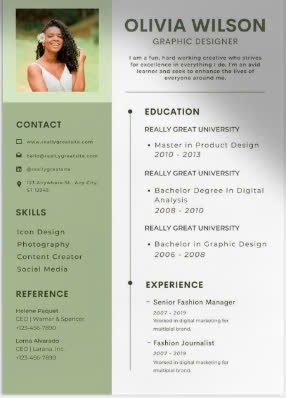 OLIVIA WILSON
GRAPHIC DESIGNER
I am a fun, hard working creative who strives
for excellence in everything I do. I'm an avid
learner and seek to enhance the lives of
everyone around me.
CONTACT
www.reallygreatsite.com
hello@reallygreatsite.com
@reallygreatsite
123 Anywhere St., Any City,
ST 12345
SKILLS
Icon Design
Photography
Content Creator
Social Media
REFERENCE
Helene Paquet
CEO | Warner & Spencer
+123-456-7890
Lorna Alvarado
CEO | Larana, Inc.
+123-456-7890
EDUCATION
REALLY GREAT UNIVERSITY
• Master in Product Design
2010 - 2013
REALLY GREAT UNIVERSITY
• Bachelor Degree In Digital
Analysis
2008 - 2010
REALLY GREAT UNIVERSITY
• Bachelor in Graphic Design
2006 - 2008
EXPERIENCE
– Senior Fashion Manager
2007 - 2019
Worked in digital marketing for
multipial brand.
– Fashion Journalist
2007 - 2019
Worked in digital marketing for
multipial brand.